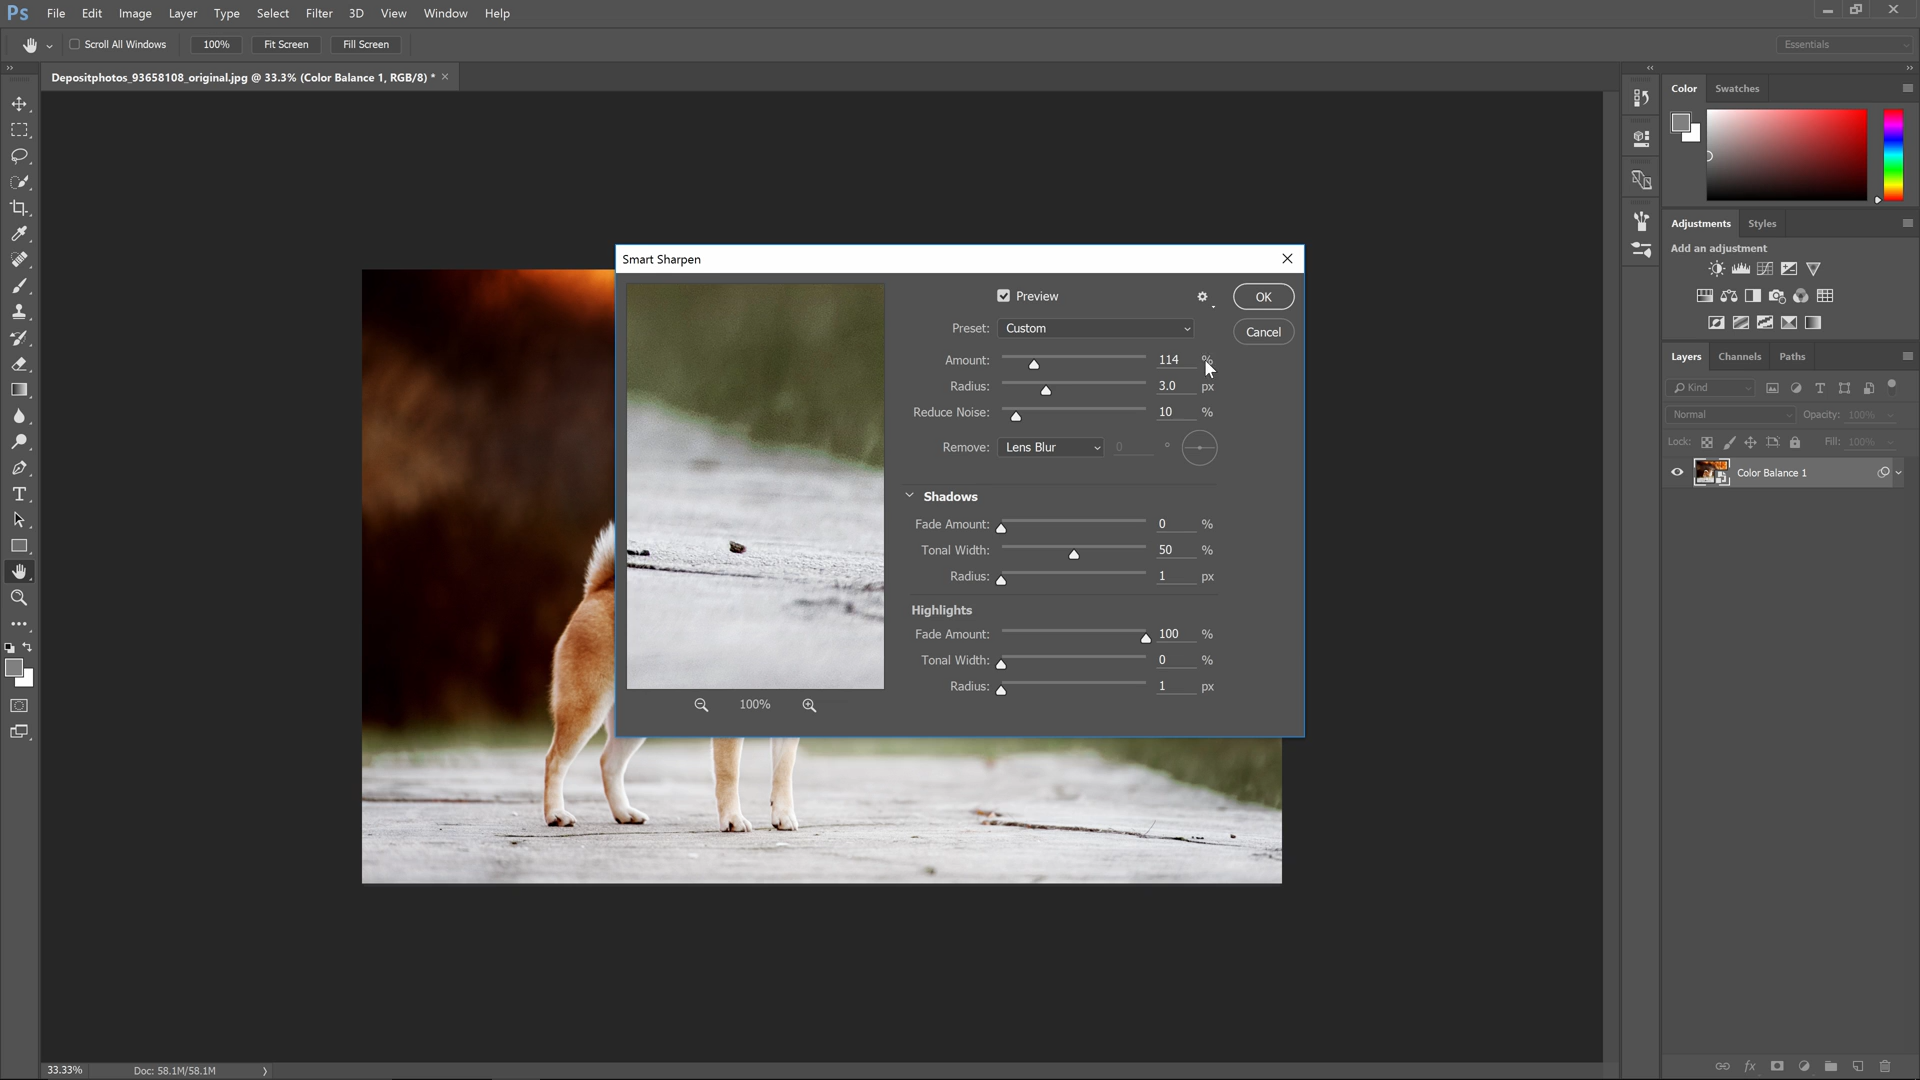 Ps File Edit Image Layer Type Select Filter 3D View Window Help
Scroll All Windows 100% Fit Screen Fill Screen Essentials
Depositphotos_93658108_original.jpg @ 33.3% (Color Balance 1, RGB/8) * ×
Color Swatches
Adjustments Styles
Add an adjustment
Smart Sharpen
Preview OK
Preset: Custom Cancel
Amount: 114 %
Radius: 3.0 px
Reduce Noise: 10 %
Remove: Lens Blur 0 °
Shadows
Fade Amount: 0 %
Tonal Width: 50 %
Radius: 1 px
Highlights
Fade Amount: 100 %
Tonal Width: 0 %
Radius: 1 px
100%
Layers Channels Paths
Kind
Normal Opacity: 100%
Lock: Fill: 100%
Color Balance 1
fx
33.33% Doc: 58.1M/58.1M